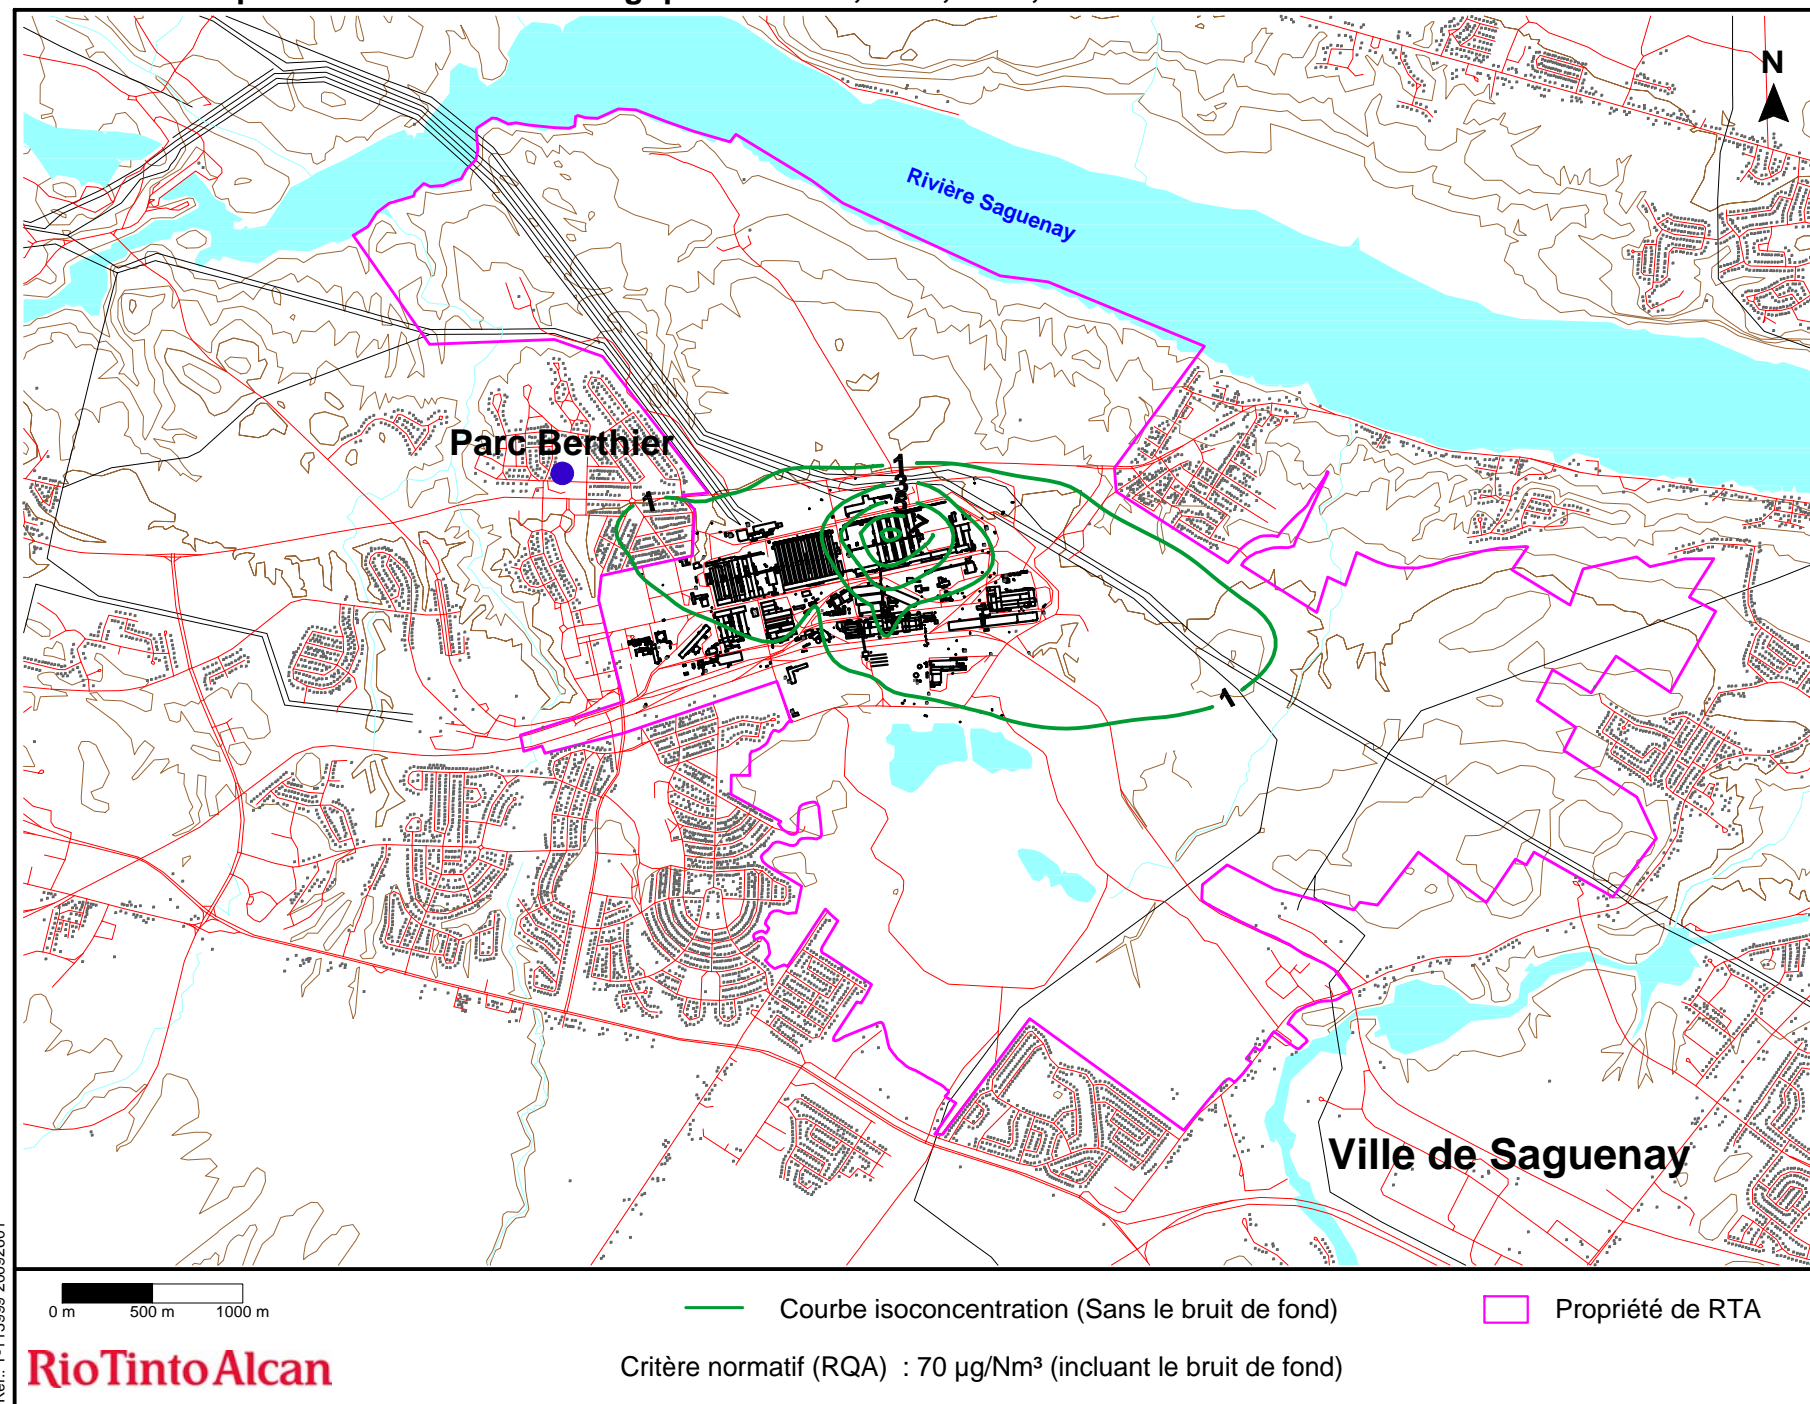 N
Rivière Saguenay
Parc Berthier
1
1
3
5
1
Ville de Saguenay
0 m 500 m 1000 m
Courbe isoconcentration (Sans le bruit de fond)
Propriété de RTA
RioTintoAlcan
Critère normatif (RQA) : 70 µg/Nm³ (incluant le bruit de fond)